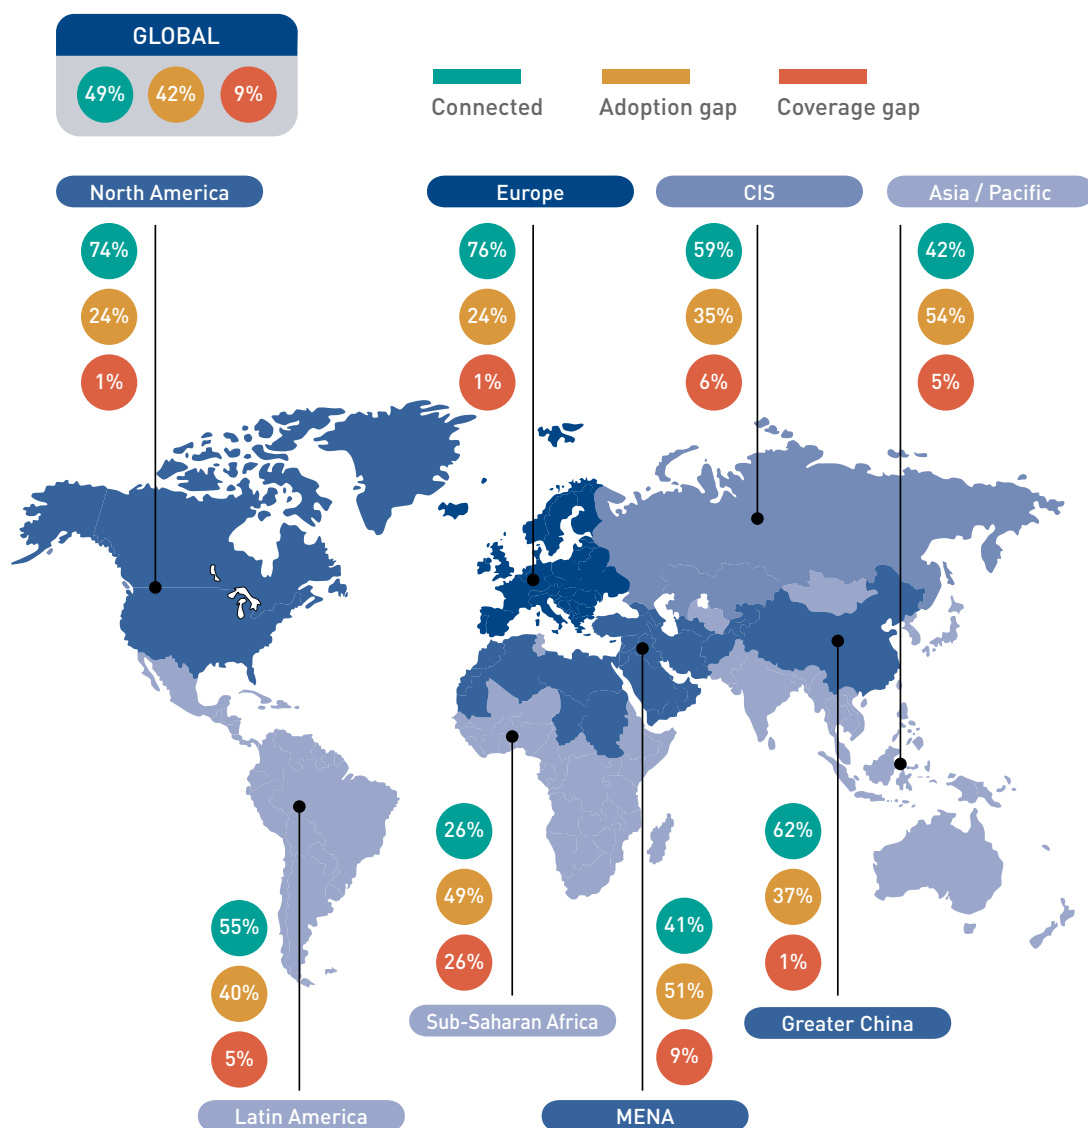 GLOBAL
49% 42% 9%
Connected Adoption gap Coverage gap
North America Europe CIS Asia / Pacific
74% 76% 59% 42%
24% 24% 35% 54%
1% 1% 6% 5%
26% 62%
49% 37%
26% 1%
Sub-Saharan Africa Greater China
55% 41%
40% 51%
5% 9%
Latin America MENA